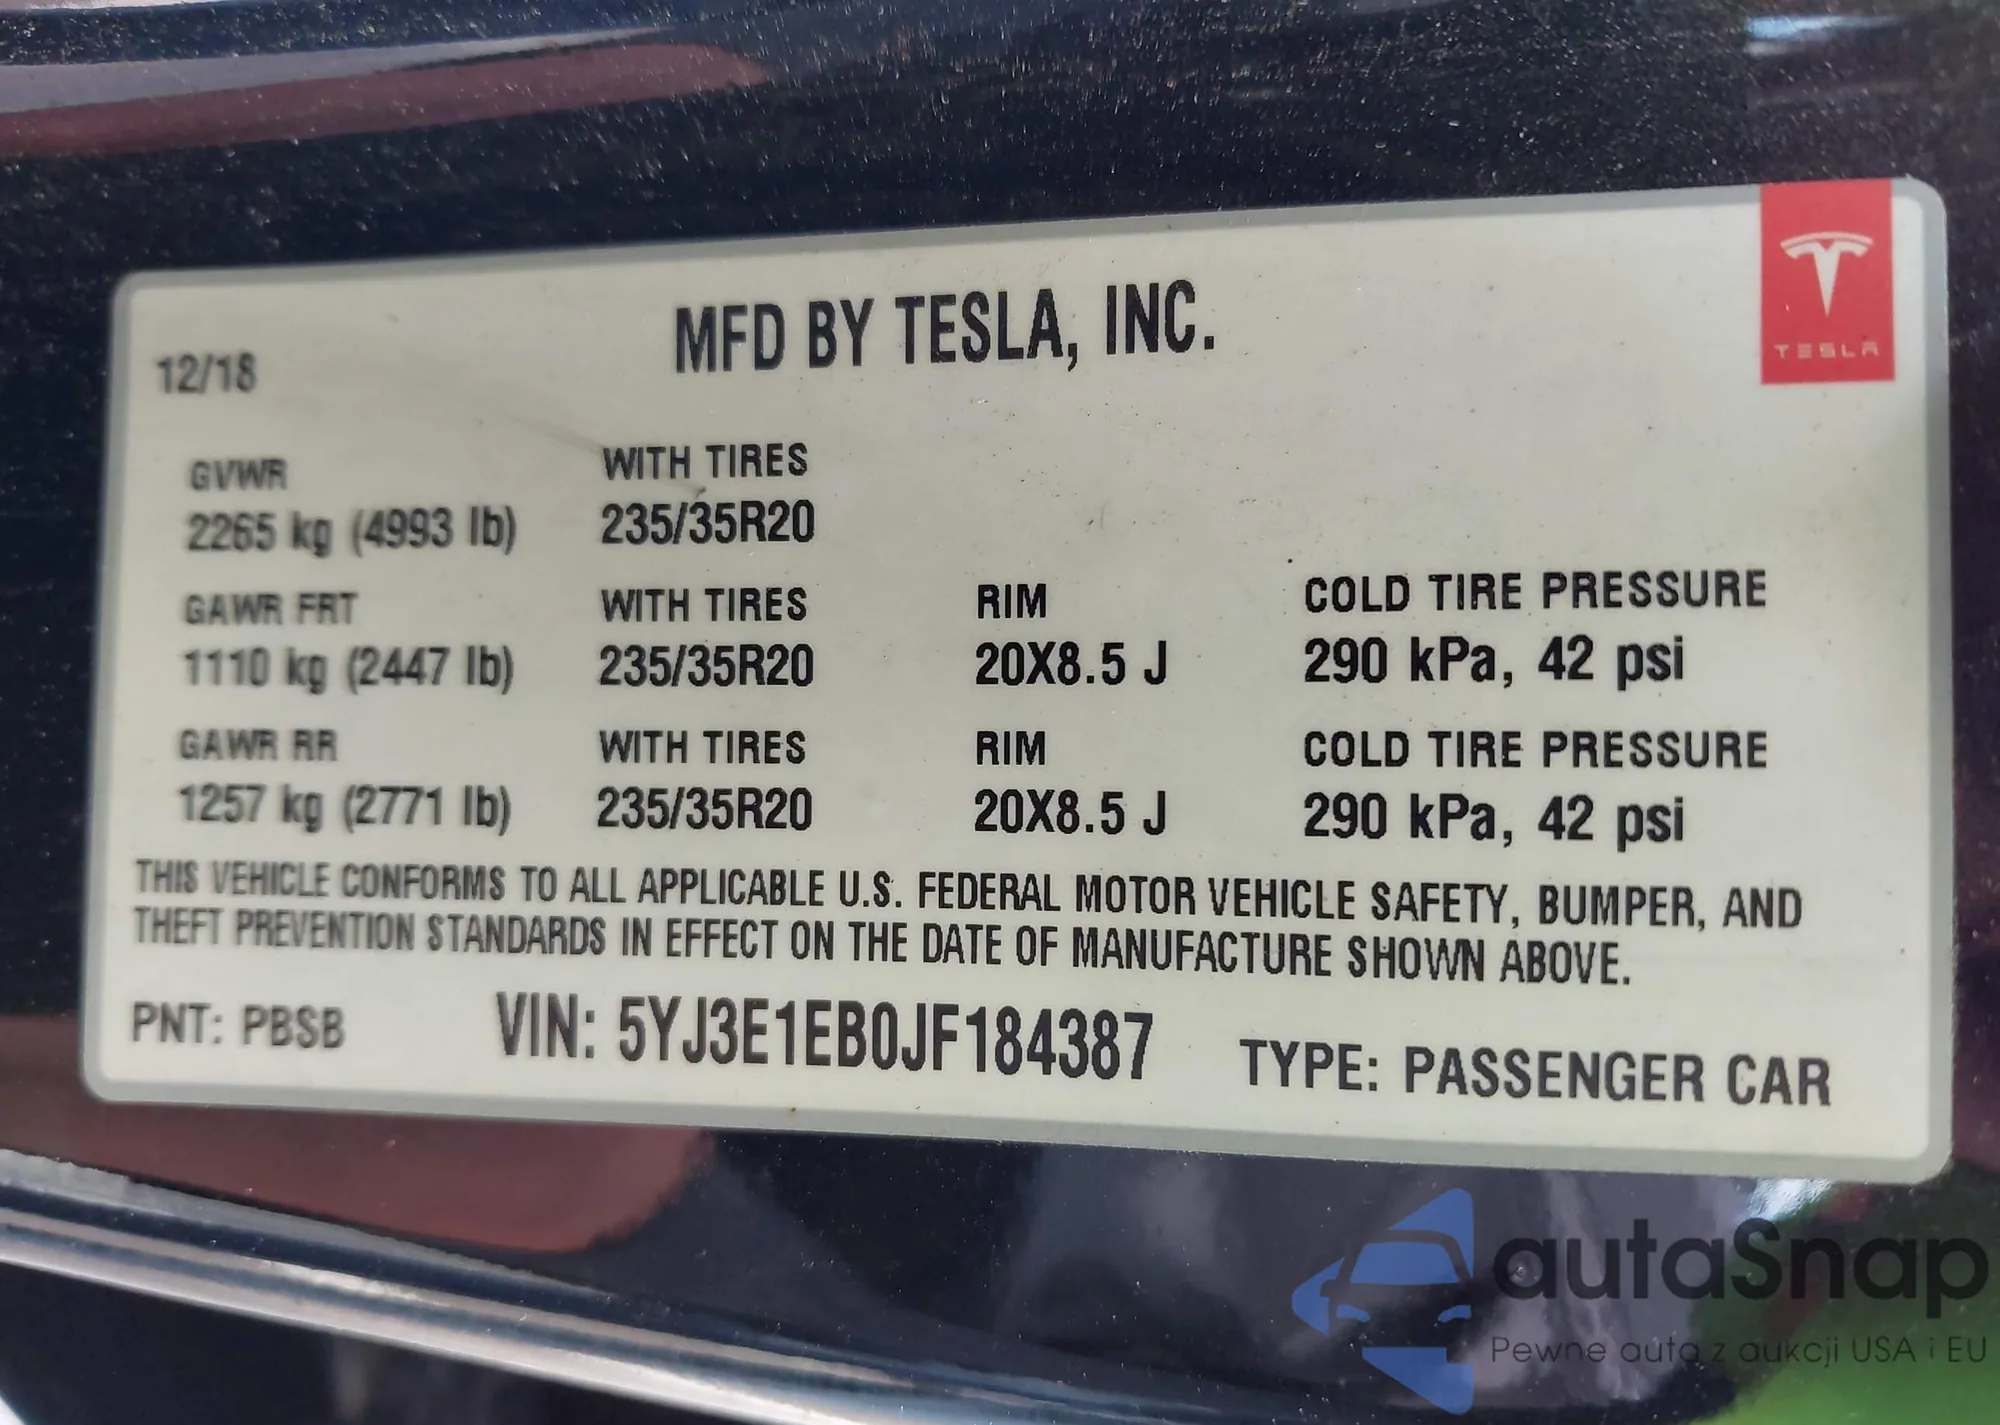 MFD BY TESLA, INC.
TESLA
12/18
GVWR WITH TIRES
2265 kg (4993 lb) 235/35R20
GAWR FRT WITH TIRES RIM COLD TIRE PRESSURE
1110 kg (2447 lb) 235/35R20 20X8.5 J 290 kPa, 42 psi
GAWR RR WITH TIRES RIM COLD TIRE PRESSURE
1257 kg (2771 lb) 235/35R20 20X8.5 J 290 kPa, 42 psi
THIS VEHICLE CONFORMS TO ALL APPLICABLE U.S. FEDERAL MOTOR VEHICLE SAFETY, BUMPER, AND
THEFT PREVENTION STANDARDS IN EFFECT ON THE DATE OF MANUFACTURE SHOWN ABOVE.
PNT: PBSB VIN: 5YJ3E1EB0JF184387 TYPE: PASSENGER CAR
autaSnap
Pewne auta z aukcji USA i EU